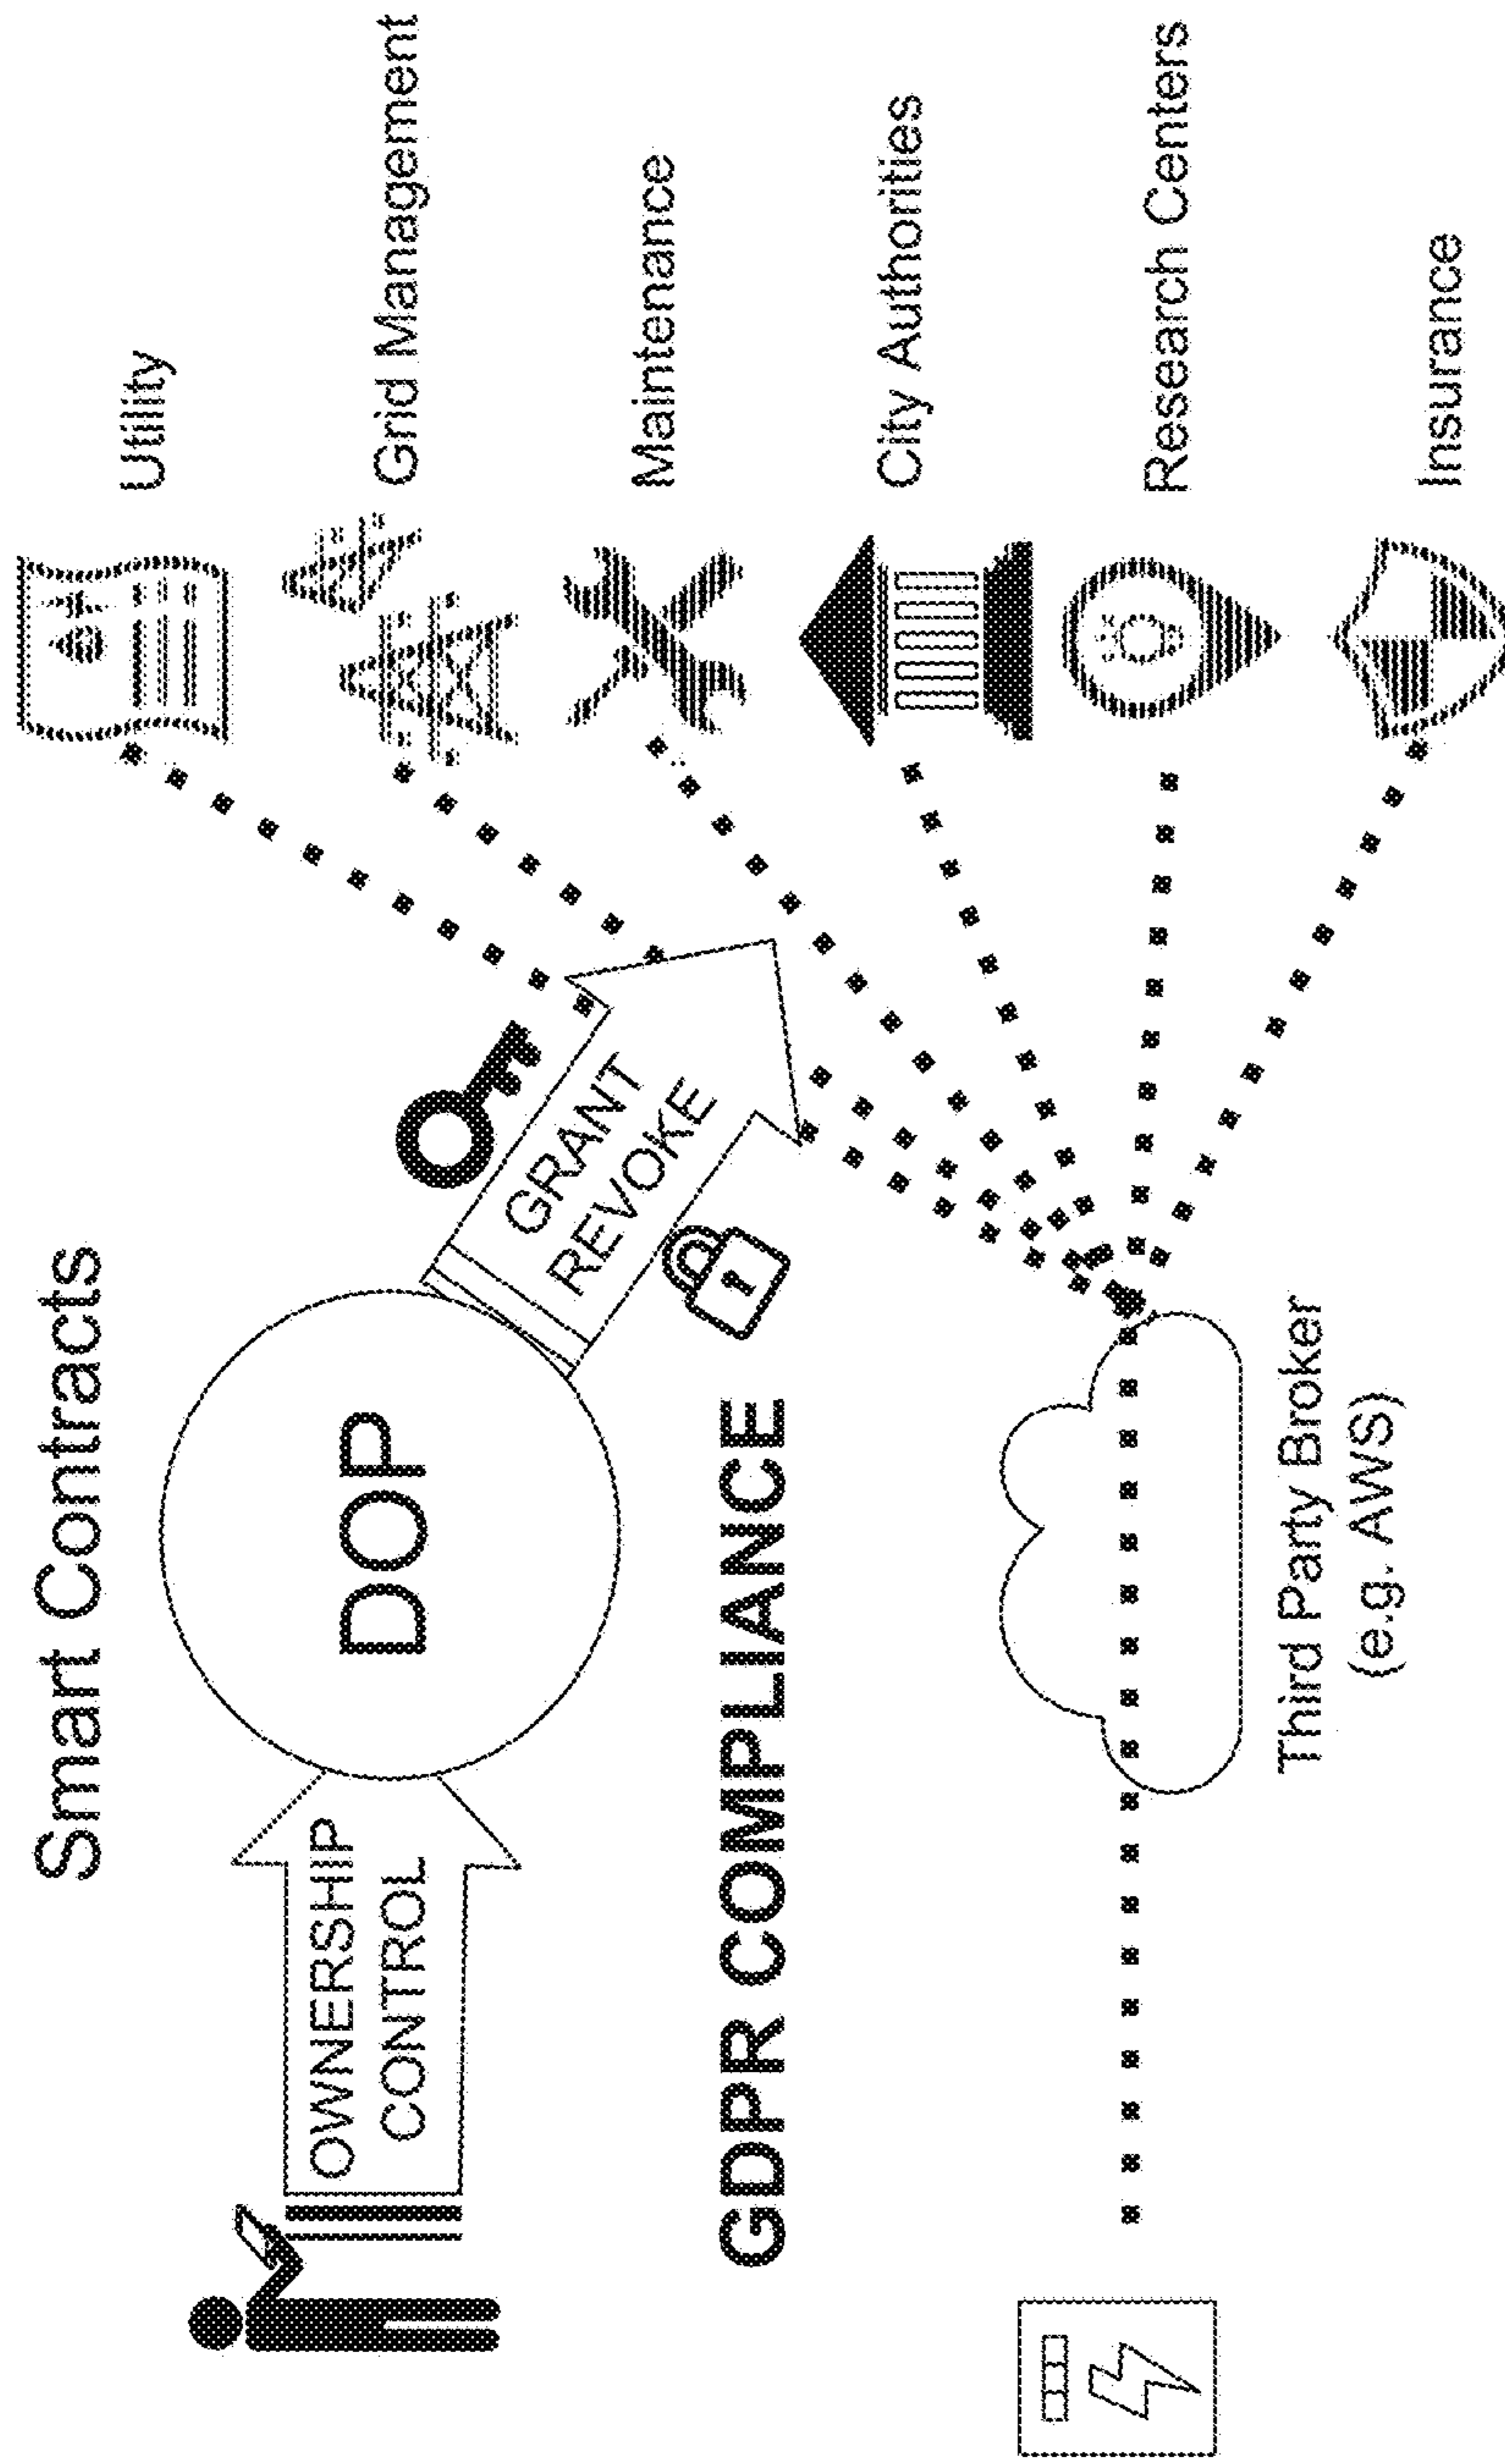 Smart Contracts
OWNERSHIP
CONTROL
DOP
GRANT
REVOKE
GDPR COMPLIANCE
Third Party Broker
(e.g. AWS)
Utility
Grid Management
Maintenance
City Authorities
Research Centers
Insurance